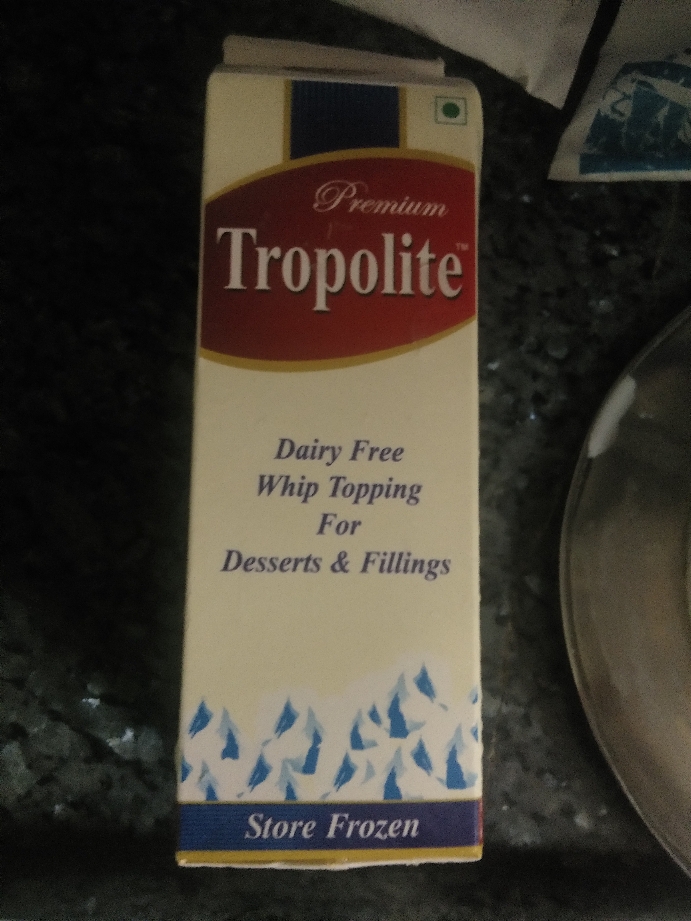 Premium
Tropolite™
Dairy Free
Whip Topping
For
Desserts & Fillings
Store Frozen